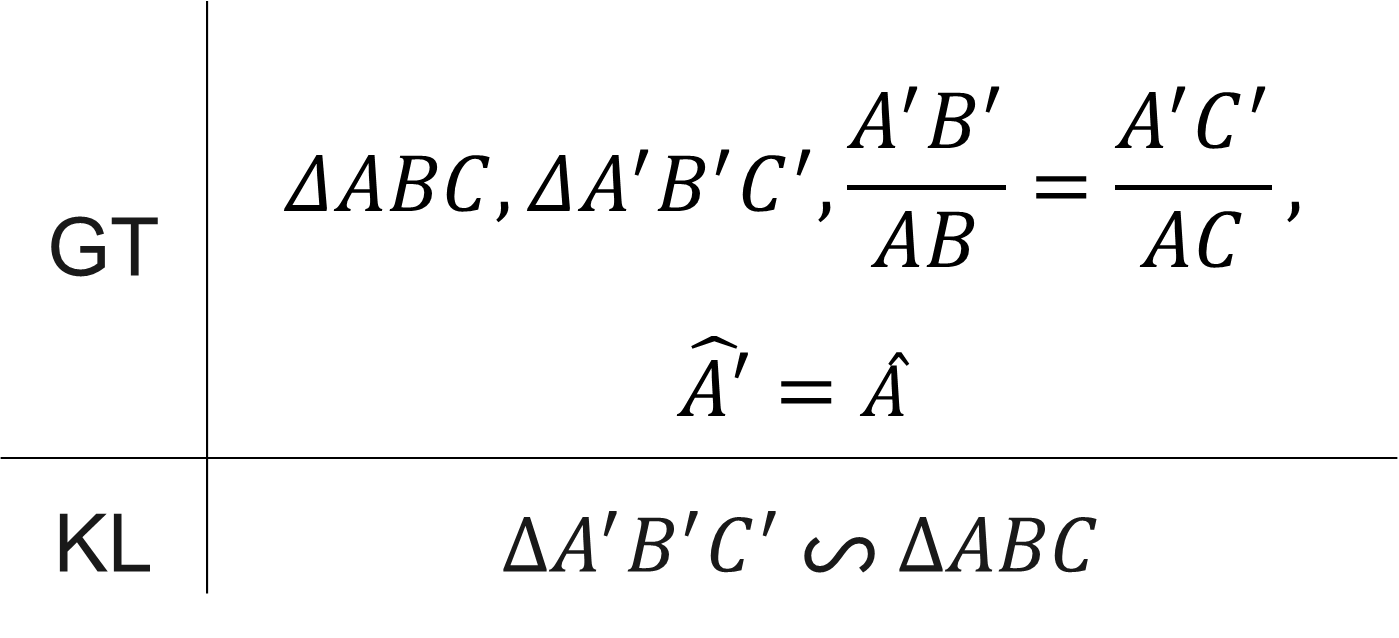 GT
ΔABC, ΔA′B′C′, A′B′/AB = A′C′/AC,
Â′ = Â
KL
ΔA′B′C′ ∽ ΔABC